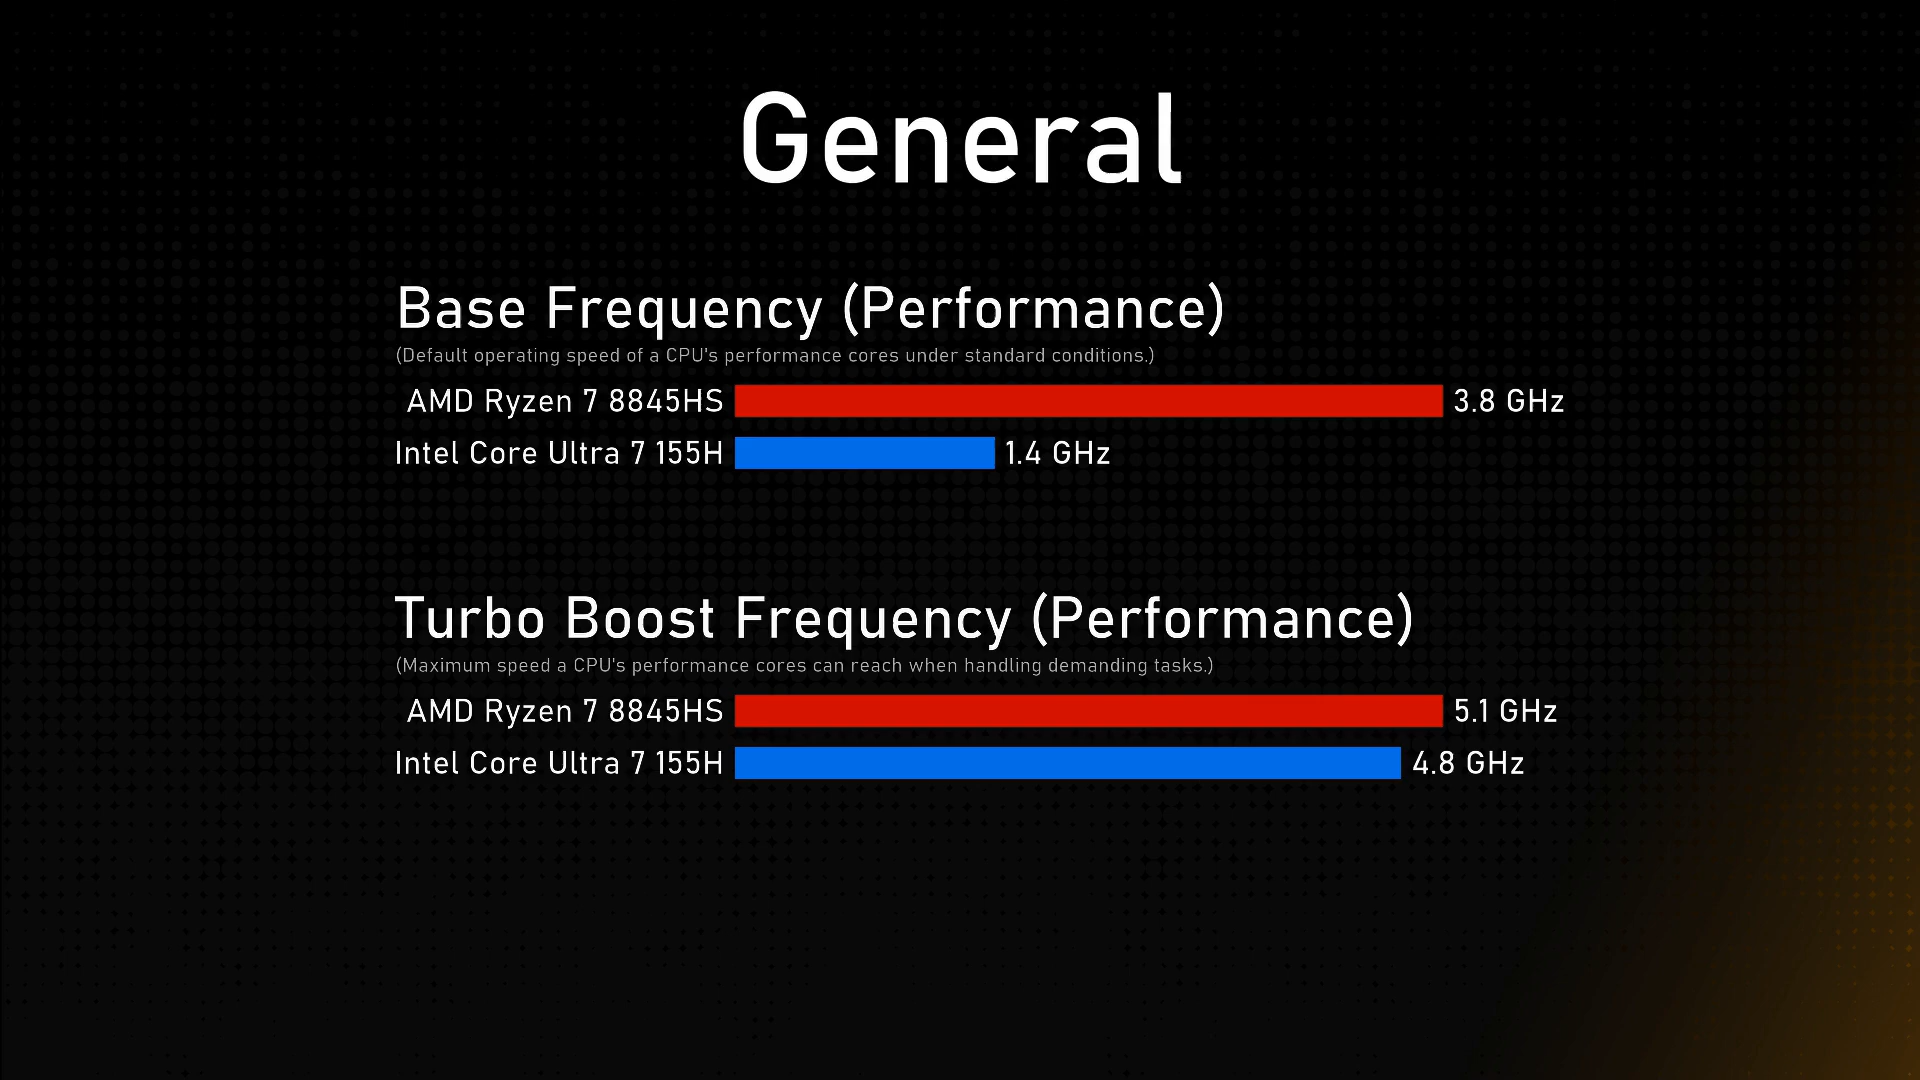 General
Base Frequency (Performance)
(Default operating speed of a CPU's performance cores under standard conditions.)
AMD Ryzen 7 8845HS 3.8 GHz
Intel Core Ultra 7 155H 1.4 GHz
Turbo Boost Frequency (Performance)
(Maximum speed a CPU's performance cores can reach when handling demanding tasks.)
AMD Ryzen 7 8845HS 5.1 GHz
Intel Core Ultra 7 155H 4.8 GHz